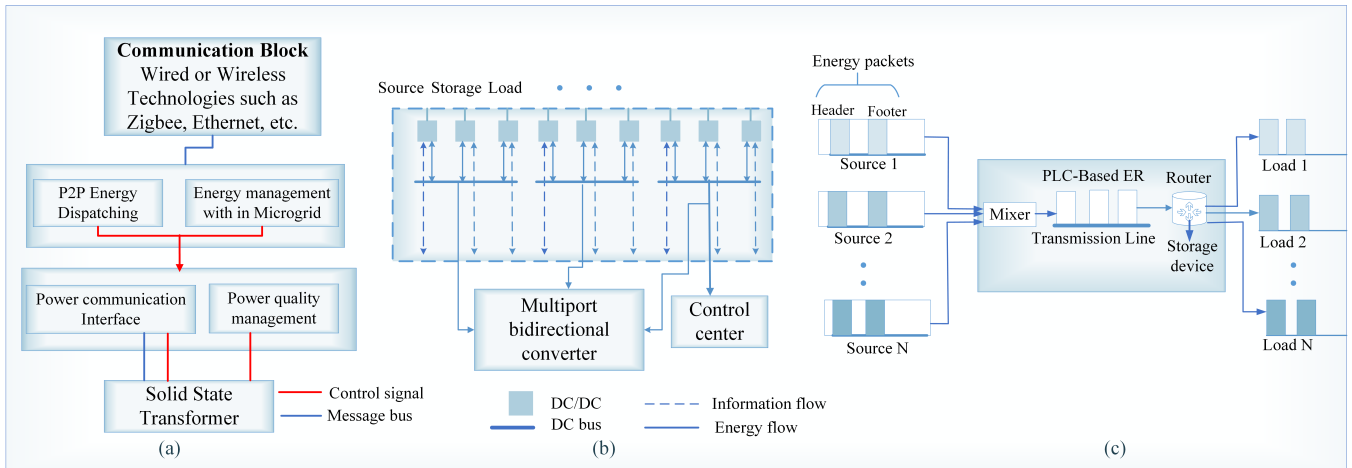 Communication Block
Wired or Wireless
Technologies such as
Zigbee, Ethernet, etc.
P2P Energy
Dispatching
Energy management
with in Microgrid
Power communication
Interface
Power quality
management
Solid State
Transformer
Control signal
Message bus
(a)
Source Storage Load
Multiport
bidirectional
converter
Control
center
DC/DC
DC bus
Information flow
Energy flow
(b)
Energy packets
Header
Footer
Source 1
Source 2
Source N
Mixer
PLC-Based ER
Transmission Line
Router
Storage
device
Load 1
Load 2
Load N
(c)